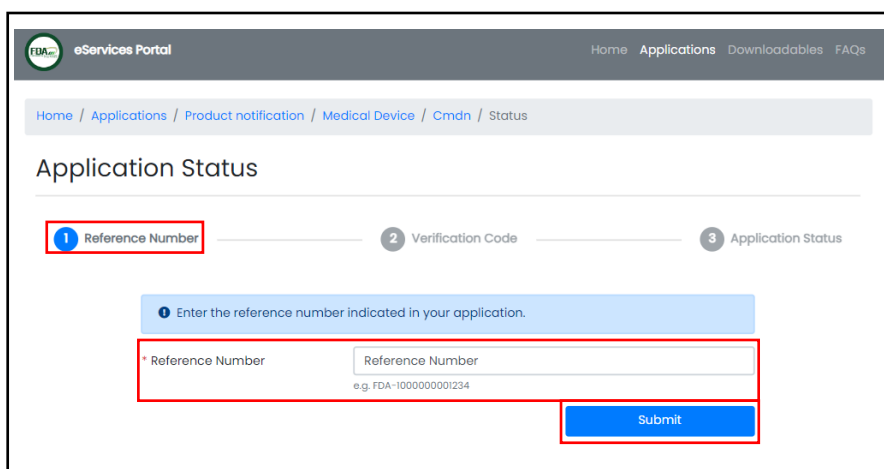 FDA
eServices Portal
Home Applications Downloadables FAQs
Home / Applications / Product notification / Medical Device / Cmdn / Status
Application Status
1 Reference Number
2 Verification Code
3 Application Status
Enter the reference number indicated in your application.
* Reference Number
Reference Number
e.g. FDA-1000000001234
Submit